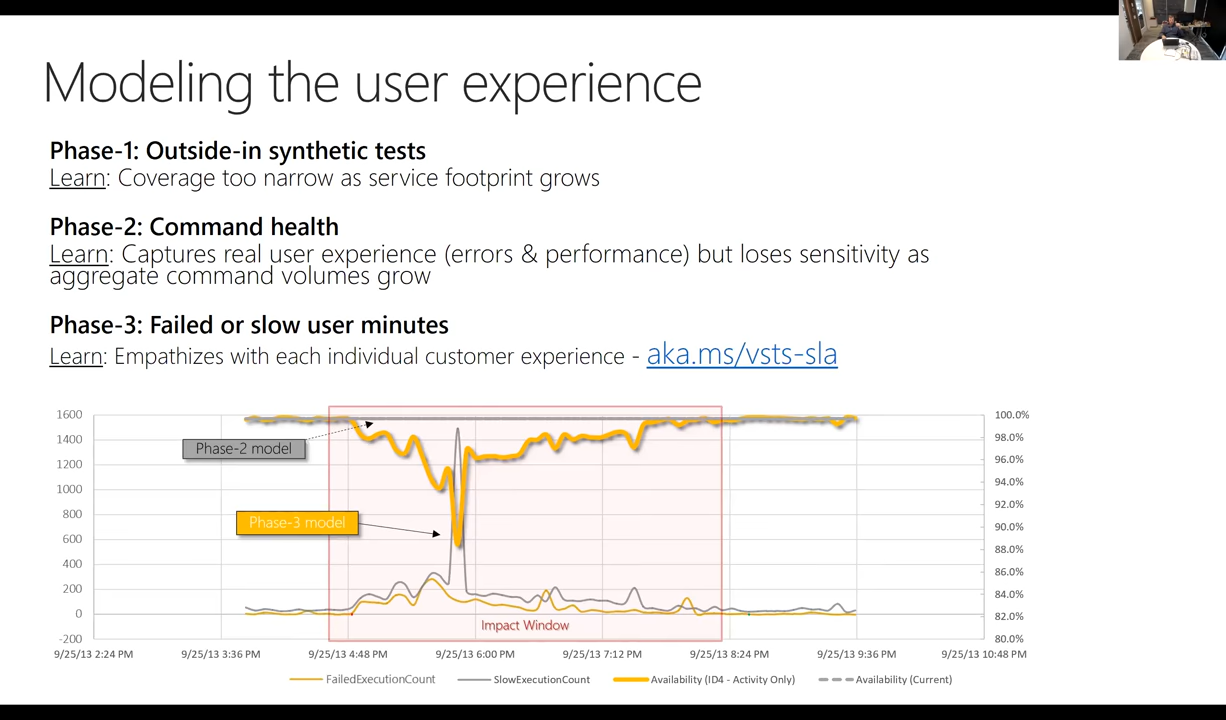 Modeling the user experience
Phase-1: Outside-in synthetic tests
Learn: Coverage too narrow as service footprint grows
Phase-2: Command health
Learn: Captures real user experience (errors & performance) but loses sensitivity as
aggregate command volumes grow
Phase-3: Failed or slow user minutes
Learn: Empathizes with each individual customer experience - aka.ms/vsts-sla
1600
1400
1200
1000
800
600
400
200
0
-200
100.0%
98.0%
96.0%
94.0%
92.0%
90.0%
88.0%
86.0%
84.0%
82.0%
80.0%
Phase-2 model
Phase-3 model
Impact Window
9/25/13 2:24 PM 9/25/13 3:36 PM 9/25/13 4:48 PM 9/25/13 6:00 PM 9/25/13 7:12 PM 9/25/13 8:24 PM 9/25/13 9:36 PM 9/25/13 10:48 PM
FailedExecutionCount SlowExecutionCount Availability (ID4 - Activity Only) Availability (Current)